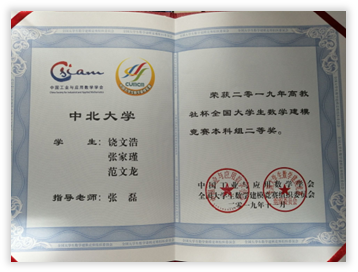 csiam
CUMCM
中国工业与应用数学学会
中北大学
学 生：饶文浩
张家瑾
范文龙
指导老师：张磊
荣获二〇一九年高教
社杯全国大学生数学建模
竞赛本科组二等奖。
中国工业与应用数学学会
全国大学生数学建模竞赛组织委员会
二〇一九年十一月